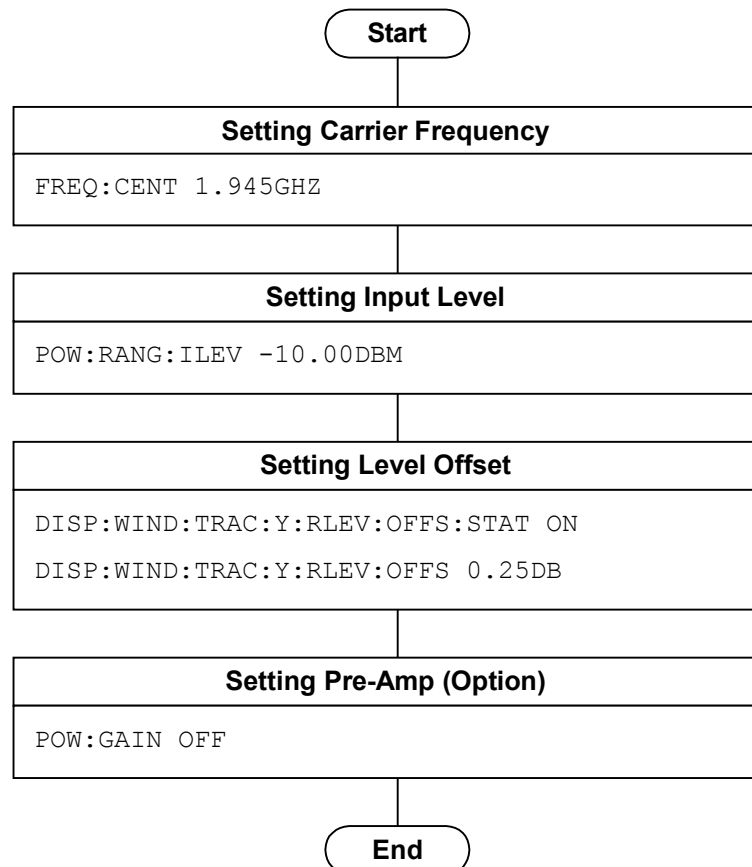 Start
Setting Carrier Frequency
FREQ:CENT 1.945GHZ
Setting Input Level
POW:RANG:ILEV -10.00DBM
Setting Level Offset
DISP:WIND:TRAC:Y:RLEV:OFFS:STAT ON
DISP:WIND:TRAC:Y:RLEV:OFFS 0.25DB
Setting Pre-Amp (Option)
POW:GAIN OFF
End